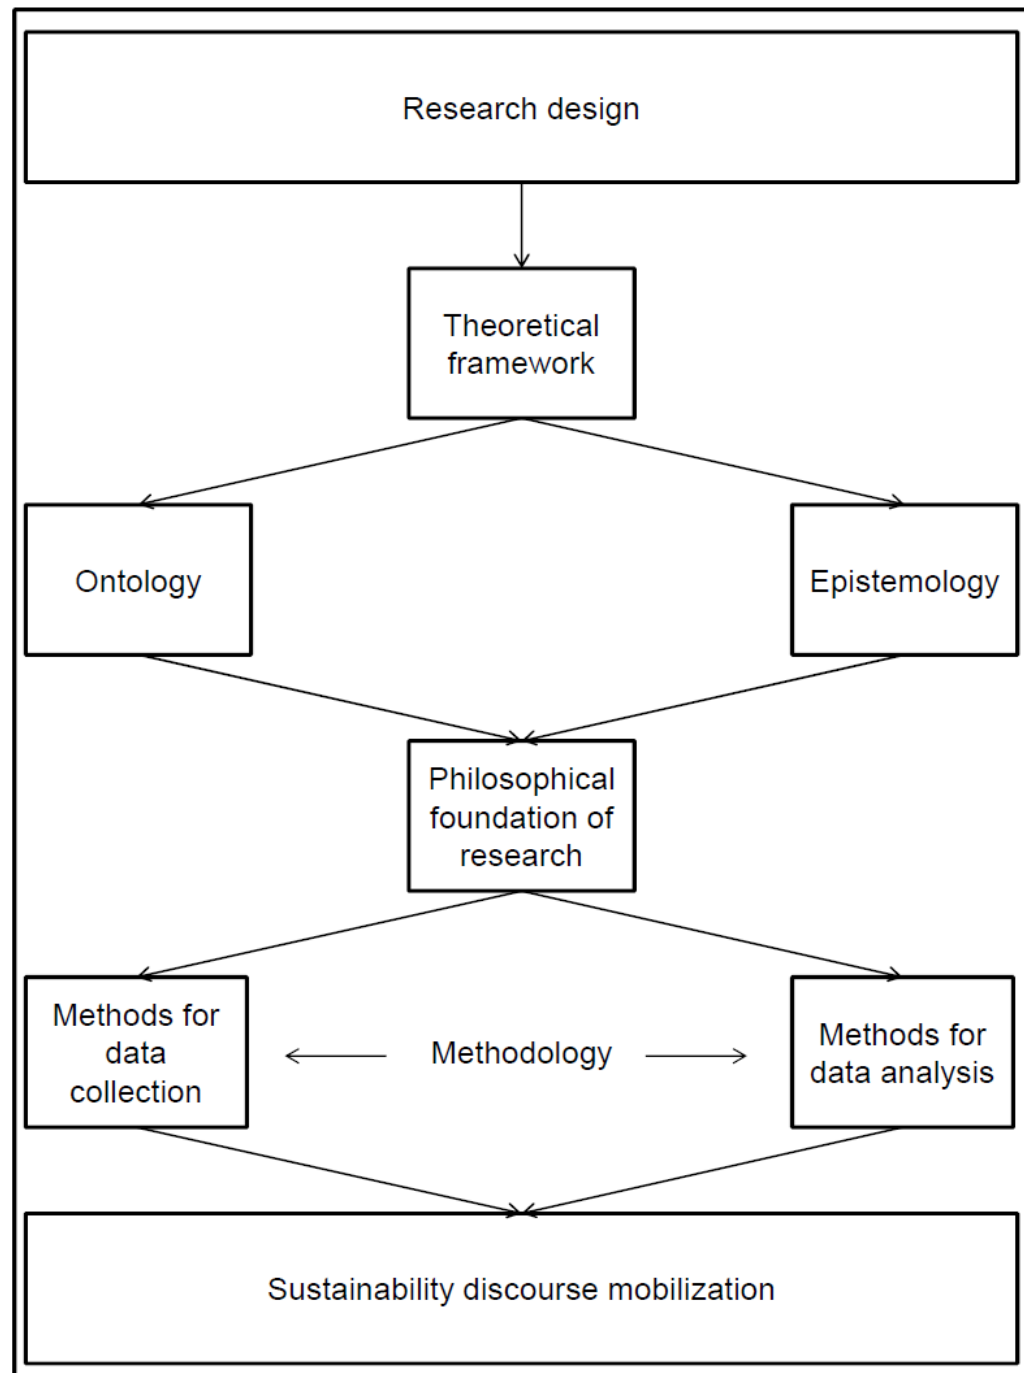 Research design
Theoretical
framework
Ontology
Epistemology
Philosophical
foundation of
research
Methods for
data
collection
Methodology
Methods for
data analysis
Sustainability discourse mobilization